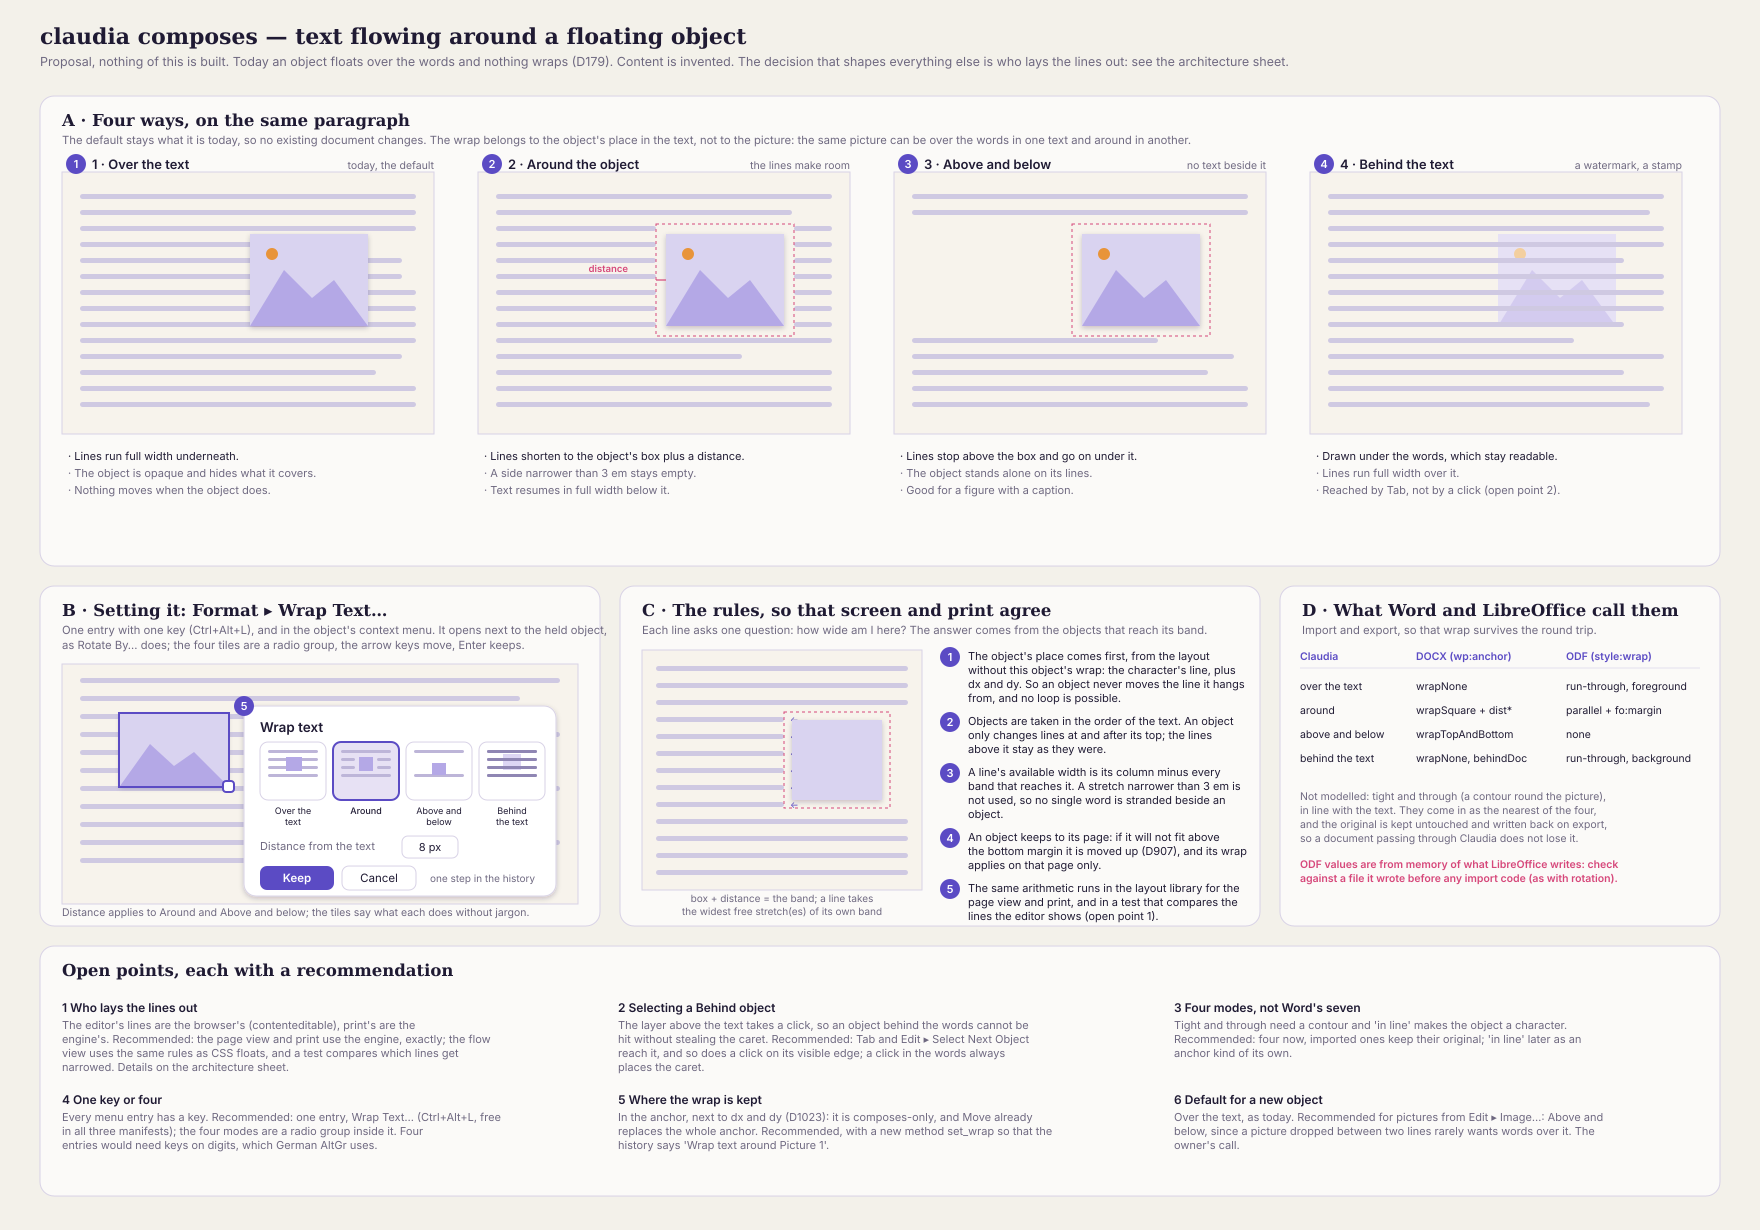 claudia composes — text flowing around a floating object
Proposal, nothing of this is built. Today an object floats over the words and nothing wraps (D179). Content is invented. The decision that shapes everything else is who lays the lines out: see the architecture sheet.
A · Four ways, on the same paragraph
The default stays what it is today, so no existing document changes. The wrap belongs to the object's place in the text, not to the picture: the same picture can be over the words in one text and around in another.
1 1 · Over the text today, the default
· Lines run full width underneath.
· The object is opaque and hides what it covers.
· Nothing moves when the object does.
2 2 · Around the object the lines make room
distance
· Lines shorten to the object's box plus a distance.
· A side narrower than 3 em stays empty.
· Text resumes in full width below it.
3 3 · Above and below no text beside it
· Lines stop above the box and go on under it.
· The object stands alone on its lines.
· Good for a figure with a caption.
4 4 · Behind the text a watermark, a stamp
· Drawn under the words, which stay readable.
· Lines run full width over it.
· Reached by Tab, not by a click (open point 2).
B · Setting it: Format ▸ Wrap Text…
One entry with one key (Ctrl+Alt+L), and in the object's context menu. It opens next to the held object,
as Rotate By… does; the four tiles are a radio group, the arrow keys move, Enter keeps.
5
Wrap text
Over the
text
Around
Above and
below
Behind
the text
Distance from the text 8 px
Keep Cancel one step in the history
Distance applies to Around and Above and below; the tiles say what each does without jargon.
C · The rules, so that screen and print agree
Each line asks one question: how wide am I here? The answer comes from the objects that reach its band.
box + distance = the band; a line takes
the widest free stretch(es) of its own band
1 The object's place comes first, from the layout
without this object's wrap: the character's line, plus
dx and dy. So an object never moves the line it hangs
from, and no loop is possible.
2 Objects are taken in the order of the text. An object
only changes lines at and after its top; the lines
above it stay as they were.
3 A line's available width is its column minus every
band that reaches it. A stretch narrower than 3 em is
not used, so no single word is stranded beside an
object.
4 An object keeps to its page: if it will not fit above
the bottom margin it is moved up (D907), and its wrap
applies on that page only.
5 The same arithmetic runs in the layout library for the
page view and print, and in a test that compares the
lines the editor shows (open point 1).
D · What Word and LibreOffice call them
Import and export, so that wrap survives the round trip.
Claudia DOCX (wp:anchor) ODF (style:wrap)
over the text wrapNone run-through, foreground
around wrapSquare + dist* parallel + fo:margin
above and below wrapTopAndBottom none
behind the text wrapNone, behindDoc run-through, background
Not modelled: tight and through (a contour round the picture),
in line with the text. They come in as the nearest of the four,
and the original is kept untouched and written back on export,
so a document passing through Claudia does not lose it.
ODF values are from memory of what LibreOffice writes: check
against a file it wrote before any import code (as with rotation).
Open points, each with a recommendation
1 Who lays the lines out
The editor's lines are the browser's (contenteditable), print's are the
engine's. Recommended: the page view and print use the engine, exactly; the flow
view uses the same rules as CSS floats, and a test compares which lines get
narrowed. Details on the architecture sheet.
2 Selecting a Behind object
The layer above the text takes a click, so an object behind the words cannot be
hit without stealing the caret. Recommended: Tab and Edit ▸ Select Next Object
reach it, and so does a click on its visible edge; a click in the words always
places the caret.
3 Four modes, not Word's seven
Tight and through need a contour and 'in line' makes the object a character.
Recommended: four now, imported ones keep their original; 'in line' later as an
anchor kind of its own.
4 One key or four
Every menu entry has a key. Recommended: one entry, Wrap Text… (Ctrl+Alt+L, free
in all three manifests); the four modes are a radio group inside it. Four
entries would need keys on digits, which German AltGr uses.
5 Where the wrap is kept
In the anchor, next to dx and dy (D1023): it is composes-only, and Move already
replaces the whole anchor. Recommended, with a new method set_wrap so that the
history says 'Wrap text around Picture 1'.
6 Default for a new object
Over the text, as today. Recommended for pictures from Edit ▸ Image…: Above and
below, since a picture dropped between two lines rarely wants words over it. The
owner's call.